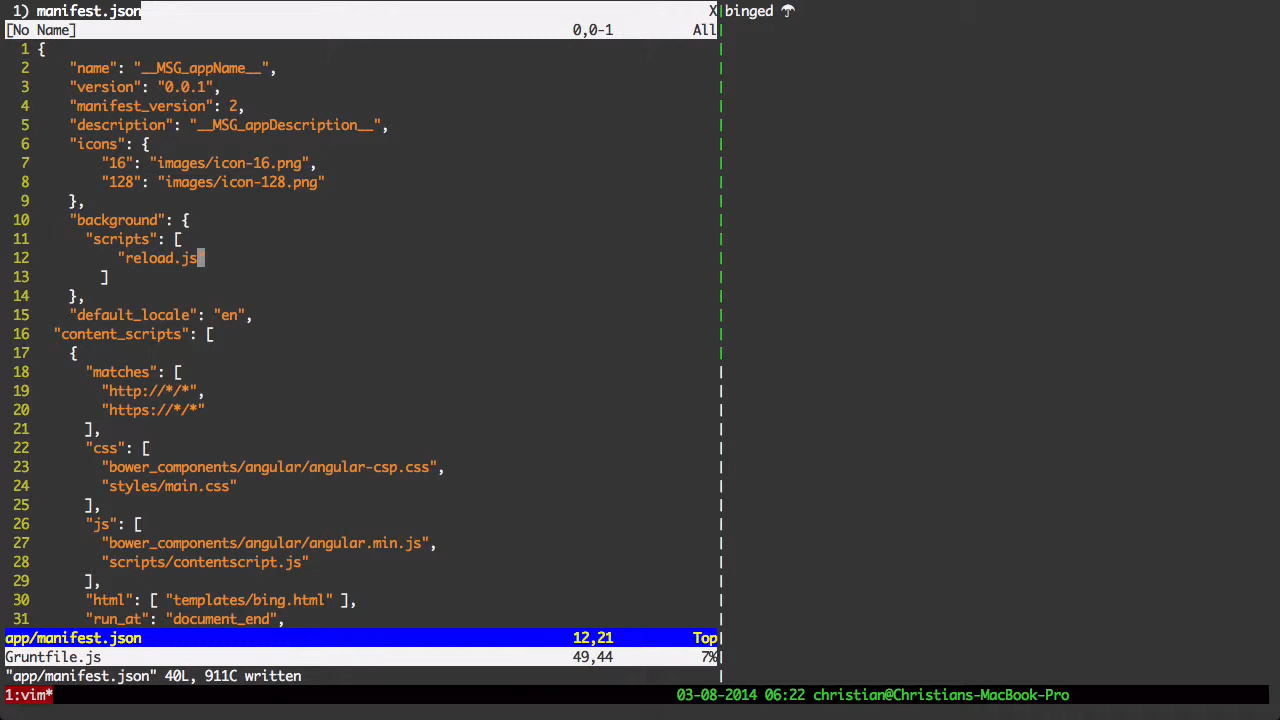 1) manifest.json X
[No Name] 0,0-1 All
1 {
2 "name": "__MSG_appName__",
3 "version": "0.0.1",
4 "manifest_version": 2,
5 "description": "__MSG_appDescription__",
6 "icons": {
7 "16": "images/icon-16.png",
8 "128": "images/icon-128.png"
9 },
10 "background": {
11 "scripts": [
12 "reload.js"
13 ]
14 },
15 "default_locale": "en",
16 "content_scripts": [
17 {
18 "matches": [
19 "http://*/*",
20 "https://*/*"
21 ],
22 "css": [
23 "bower_components/angular/angular-csp.css",
24 "styles/main.css"
25 ],
26 "js": [
27 "bower_components/angular/angular.min.js",
28 "scripts/contentscript.js"
29 ],
30 "html": [ "templates/bing.html" ],
31 "run_at": "document_end",
app/manifest.json 12,21 Top
Gruntfile.js 49,44 7%
"app/manifest.json" 40L, 911C written
binged ☂
1:vim* 03-08-2014 06:22 christian@Christians-MacBook-Pro